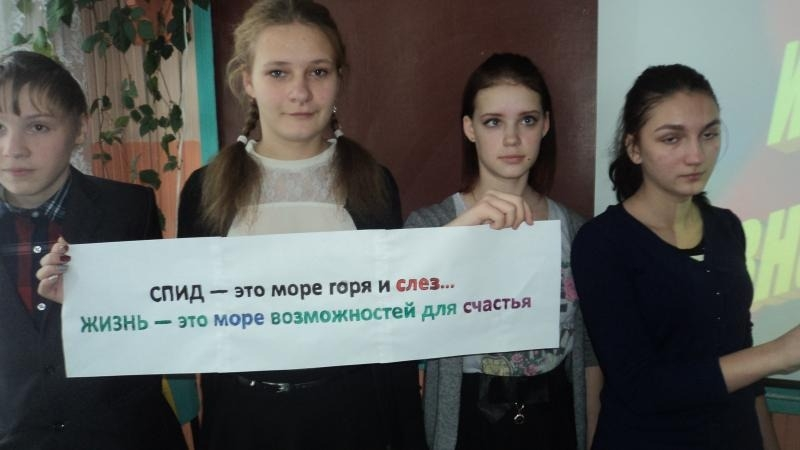 СПИД — это море горя и слез...
ЖИЗНЬ — это море возможностей для счастья